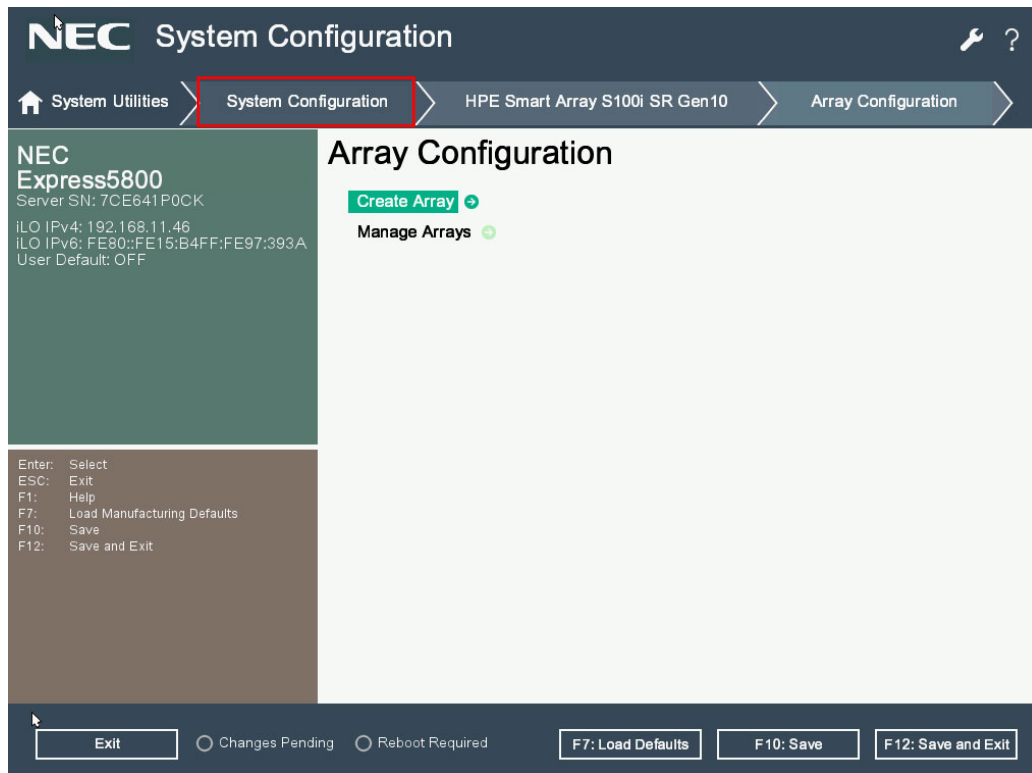 NEC System Configuration ?
System Utilities System Configuration HPE Smart Array S100i SR Gen10 Array Configuration
NEC
Express5800
Server SN: 7CE641P0CK
iLO IPv4: 192.168.11.46
iLO IPv6: FE80::FE15:B4FF:FE97:393A
User Default: OFF
Array Configuration
Create Array
Manage Arrays
Enter: Select
ESC: Exit
F1: Help
F7: Load Manufacturing Defaults
F10: Save
F12: Save and Exit
Exit Changes Pending Reboot Required F7: Load Defaults F10: Save F12: Save and Exit